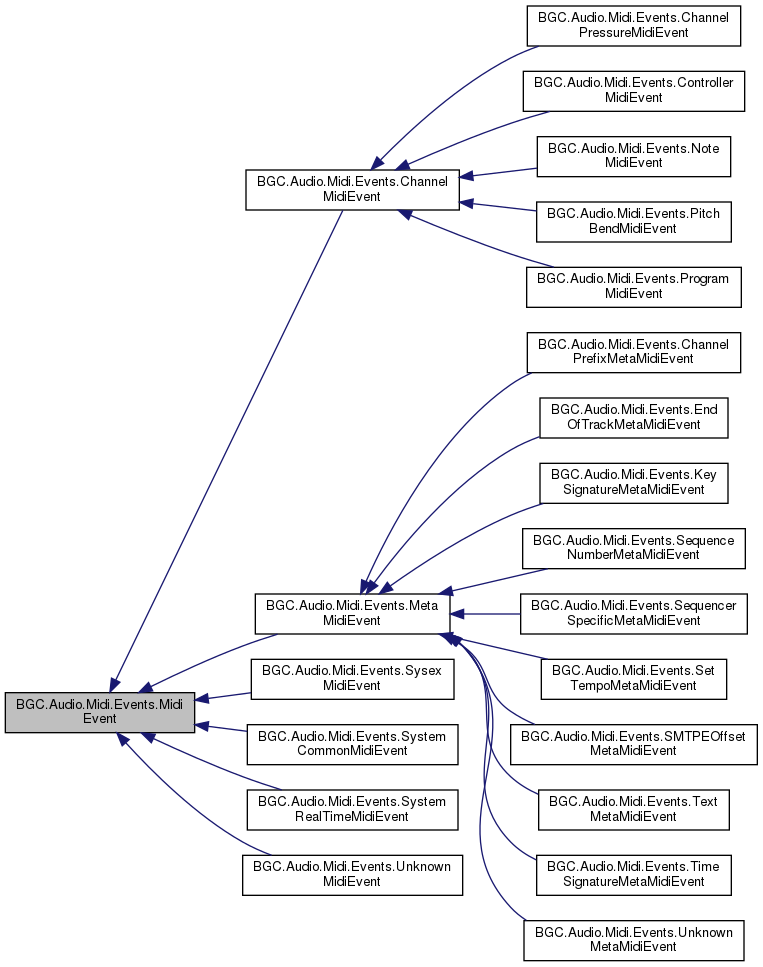 BGC.Audio.Midi.Events.Channel
PressureMidiEvent
BGC.Audio.Midi.Events.Controller
MidiEvent
BGC.Audio.Midi.Events.Note
MidiEvent
BGC.Audio.Midi.Events.Channel
MidiEvent
BGC.Audio.Midi.Events.Pitch
BendMidiEvent
BGC.Audio.Midi.Events.Program
MidiEvent
BGC.Audio.Midi.Events.Channel
PrefixMetaMidiEvent
BGC.Audio.Midi.Events.End
OfTrackMetaMidiEvent
BGC.Audio.Midi.Events.Key
SignatureMetaMidiEvent
BGC.Audio.Midi.Events.Sequence
NumberMetaMidiEvent
BGC.Audio.Midi.Events.Meta
MidiEvent
BGC.Audio.Midi.Events.Sequencer
SpecificMetaMidiEvent
BGC.Audio.Midi.Events.Sysex
MidiEvent
BGC.Audio.Midi.Events.Set
TempoMetaMidiEvent
BGC.Audio.Midi.Events.Midi
Event
BGC.Audio.Midi.Events.System
CommonMidiEvent
BGC.Audio.Midi.Events.SMTPEOffset
MetaMidiEvent
BGC.Audio.Midi.Events.System
RealTimeMidiEvent
BGC.Audio.Midi.Events.Text
MetaMidiEvent
BGC.Audio.Midi.Events.Unknown
MidiEvent
BGC.Audio.Midi.Events.Time
SignatureMetaMidiEvent
BGC.Audio.Midi.Events.Unknown
MetaMidiEvent